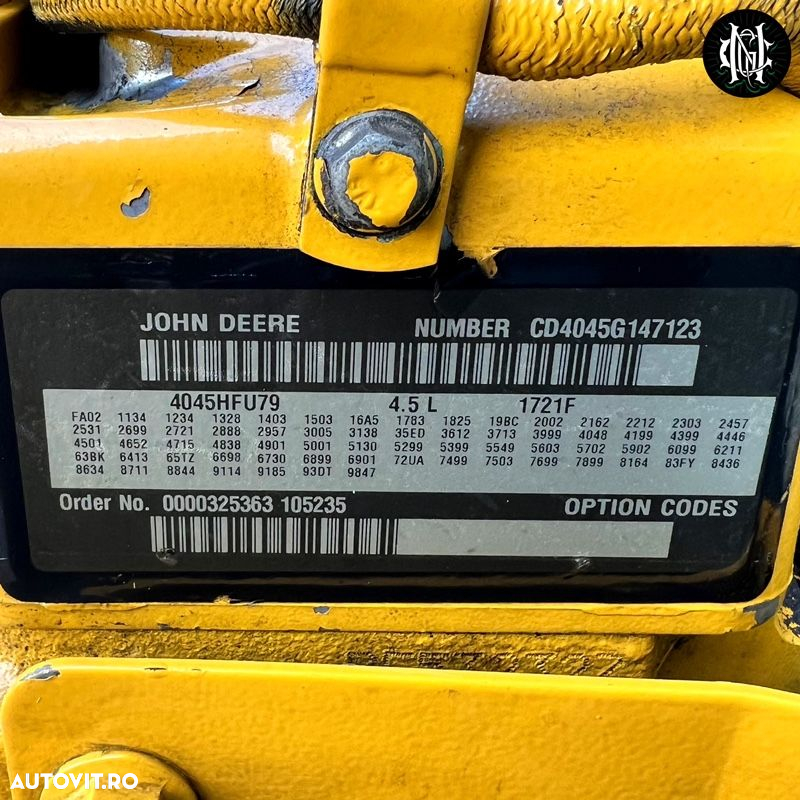 JOHN DEERE NUMBER CD4045G147123
4045HFU79 4.5 L 1721F
FA02 1134 1234 1328 1403 1503 16A5 1783 1825 19BC 2002 2162 2212 2303 2457
2531 2699 2721 2888 2957 3005 3138 35ED 3612 3713 3999 4048 4199 4399 4446
4501 4652 4715 4838 4901 5001 5130 5299 5399 5549 5603 5702 5902 6099 6211
63BK 6413 65TZ 6698 6730 6899 6901 72UA 7499 7503 7699 7899 8164 83FY 8436
8634 8711 8844 9114 9185 93DT 9847
Order No. 0000325363 105235 OPTION CODES
AUTOVIT.RO